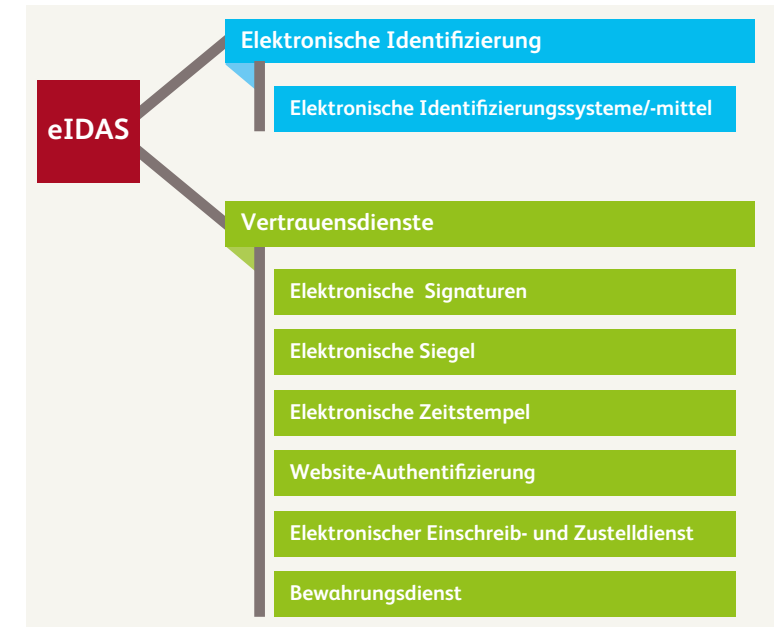 eIDAS
Elektronische Identifizierung
Elektronische Identifizierungssysteme/-mittel
Vertrauensdienste
Elektronische Signaturen
Elektronische Siegel
Elektronische Zeitstempel
Website-Authentifizierung
Elektronischer Einschreib- und Zustelldienst
Bewahrungsdienst